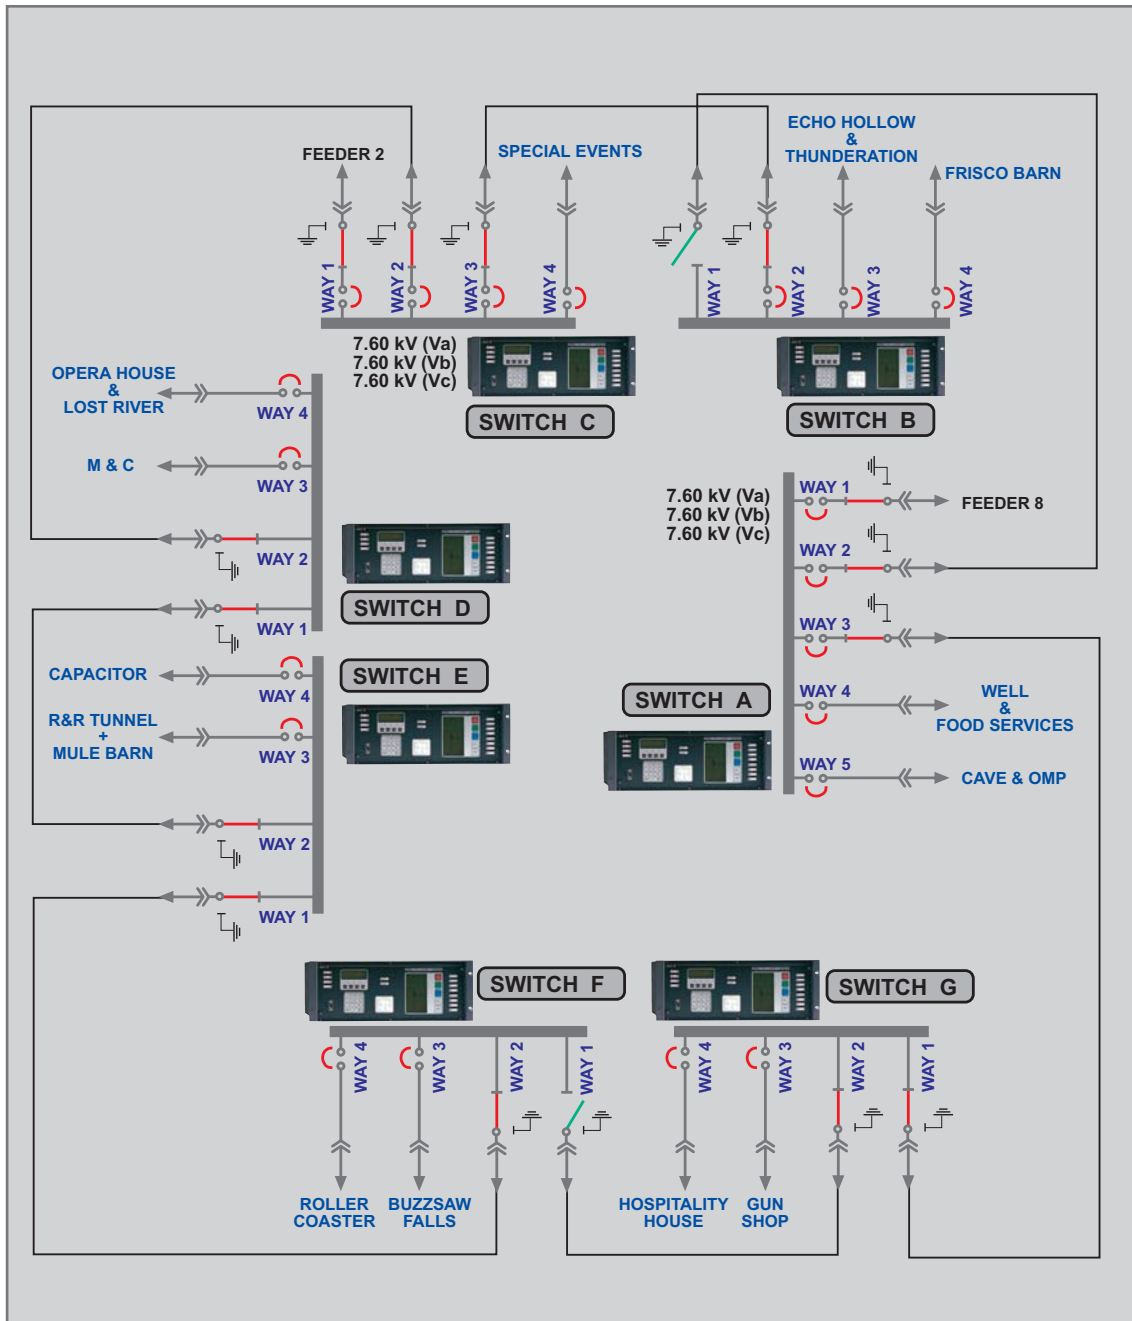 FEEDER 2
SPECIAL EVENTS
ECHO HOLLOW
&
THUNDERATION
FRISCO BARN
WAY 1
WAY 2
WAY 3
WAY 4
WAY 1
WAY 2
WAY 3
WAY 4
7.60 kV (Va)
7.60 kV (Vb)
7.60 kV (Vc)
SWITCH C
SWITCH B
OPERA HOUSE
&
LOST RIVER
WAY 4
M & C
WAY 3
WAY 2
WAY 1
SWITCH D
7.60 kV (Va)
7.60 kV (Vb)
7.60 kV (Vc)
WAY 1
FEEDER 8
WAY 2
WAY 3
WAY 4
WELL
&
FOOD SERVICES
WAY 5
CAVE & OMP
SWITCH A
CAPACITOR
WAY 4
R&R TUNNEL
+
MULE BARN
WAY 3
WAY 2
WAY 1
SWITCH E
SWITCH F
SWITCH G
WAY 4
WAY 3
WAY 2
WAY 1
WAY 4
WAY 3
WAY 2
WAY 1
ROLLER
COASTER
BUZZSAW
FALLS
HOSPITALITY
HOUSE
GUN
SHOP